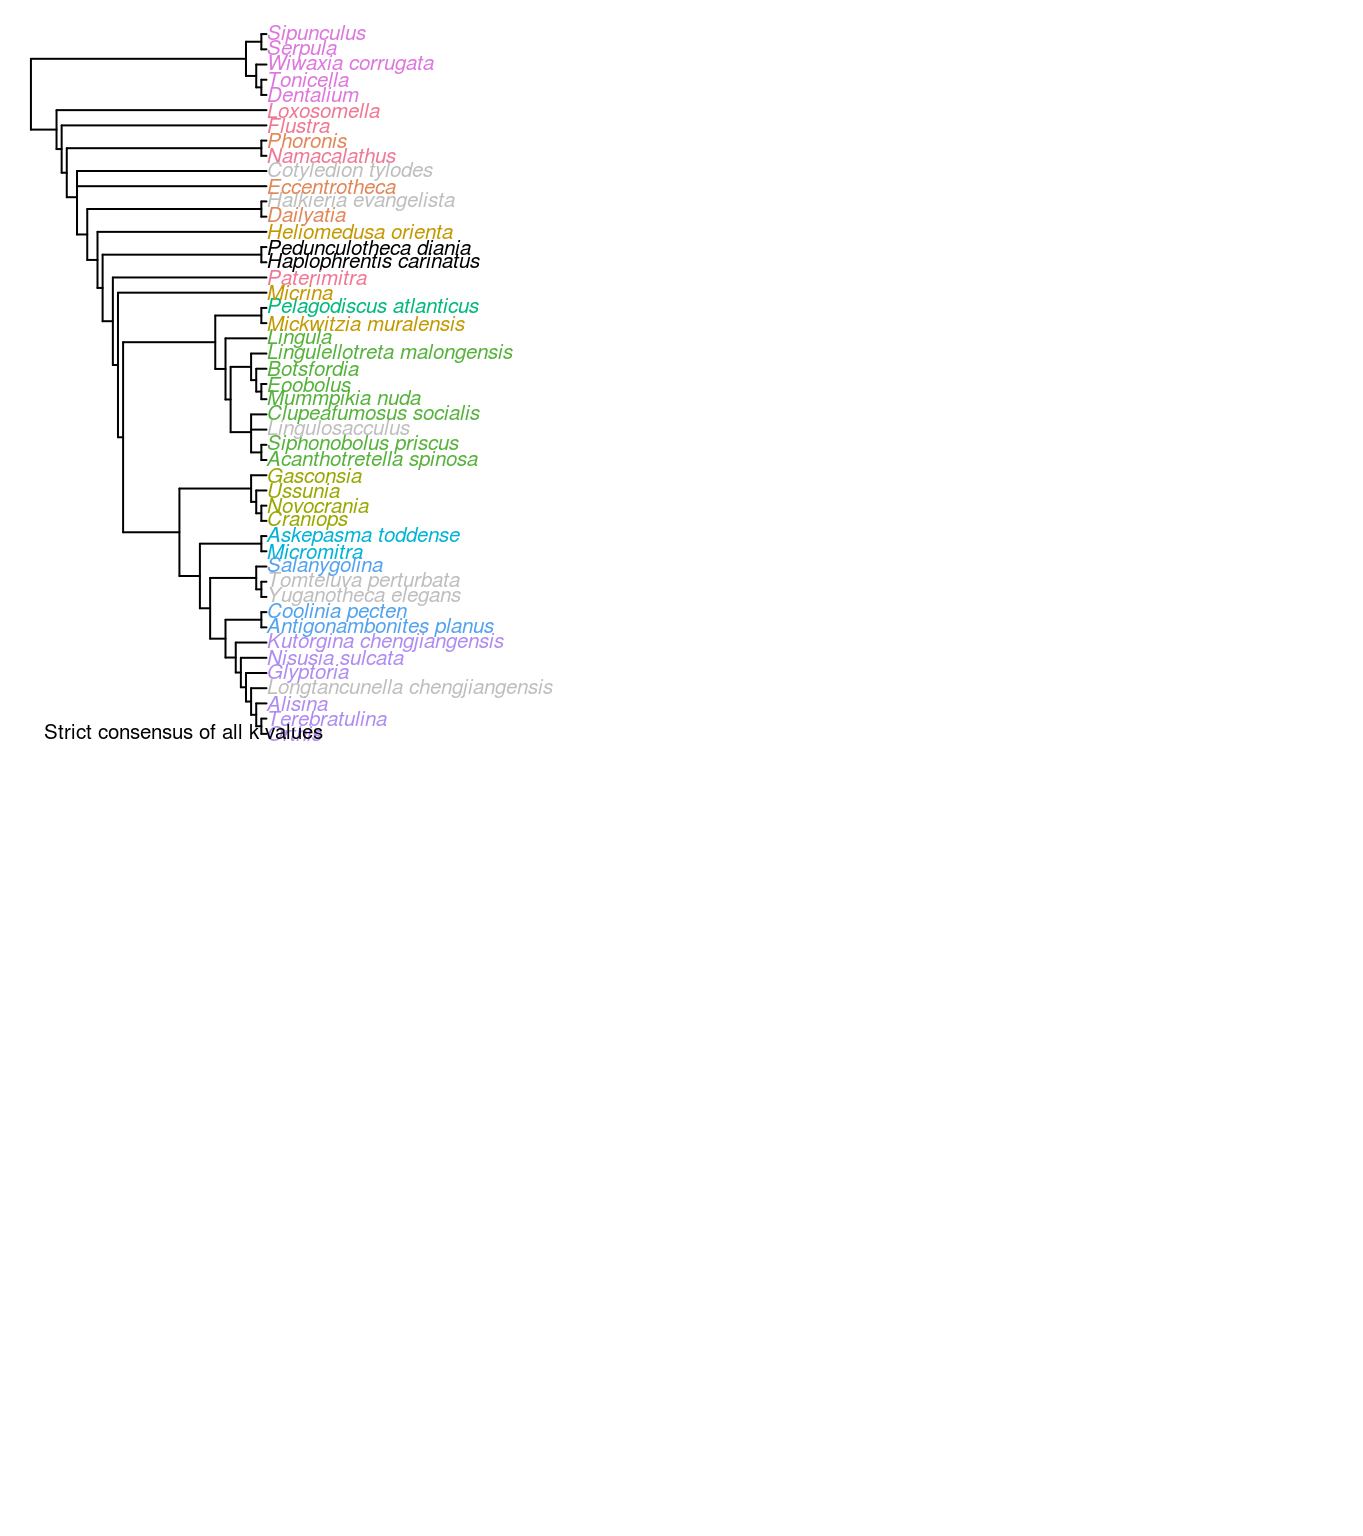 Sipunculus
Serpula
Wiwaxia corrugata
Tonicella
Dentalium
Loxosomella
Flustra
Phoronis
Namacalathus
Cotyledion tylodes
Eccentrotheca
Halkieria evangelista
Dailyatia
Heliomedusa orienta
Pedunculotheca diania
Haplophrentis carinatus
Paterimitra
Micrina
Pelagodiscus atlanticus
Mickwitzia muralensis
Lingula
Lingulellotreta malongensis
Botsfordia
Eoobolus
Mummpikia nuda
Clupeafumosus socialis
Lingulosacculus
Siphonobolus priscus
Acanthotretella spinosa
Gasconsia
Ussunia
Novocrania
Craniops
Askepasma toddense
Micromitra
Salanygolina
Tomteluva perturbata
Yuganotheca elegans
Coolinia pecten
Antigonambonites planus
Kutorgina chengjiangensis
Nisusia sulcata
Glyptoria
Longtancunella chengjiangensis
Alisina
Terebratulina
Strict consensus of all k values